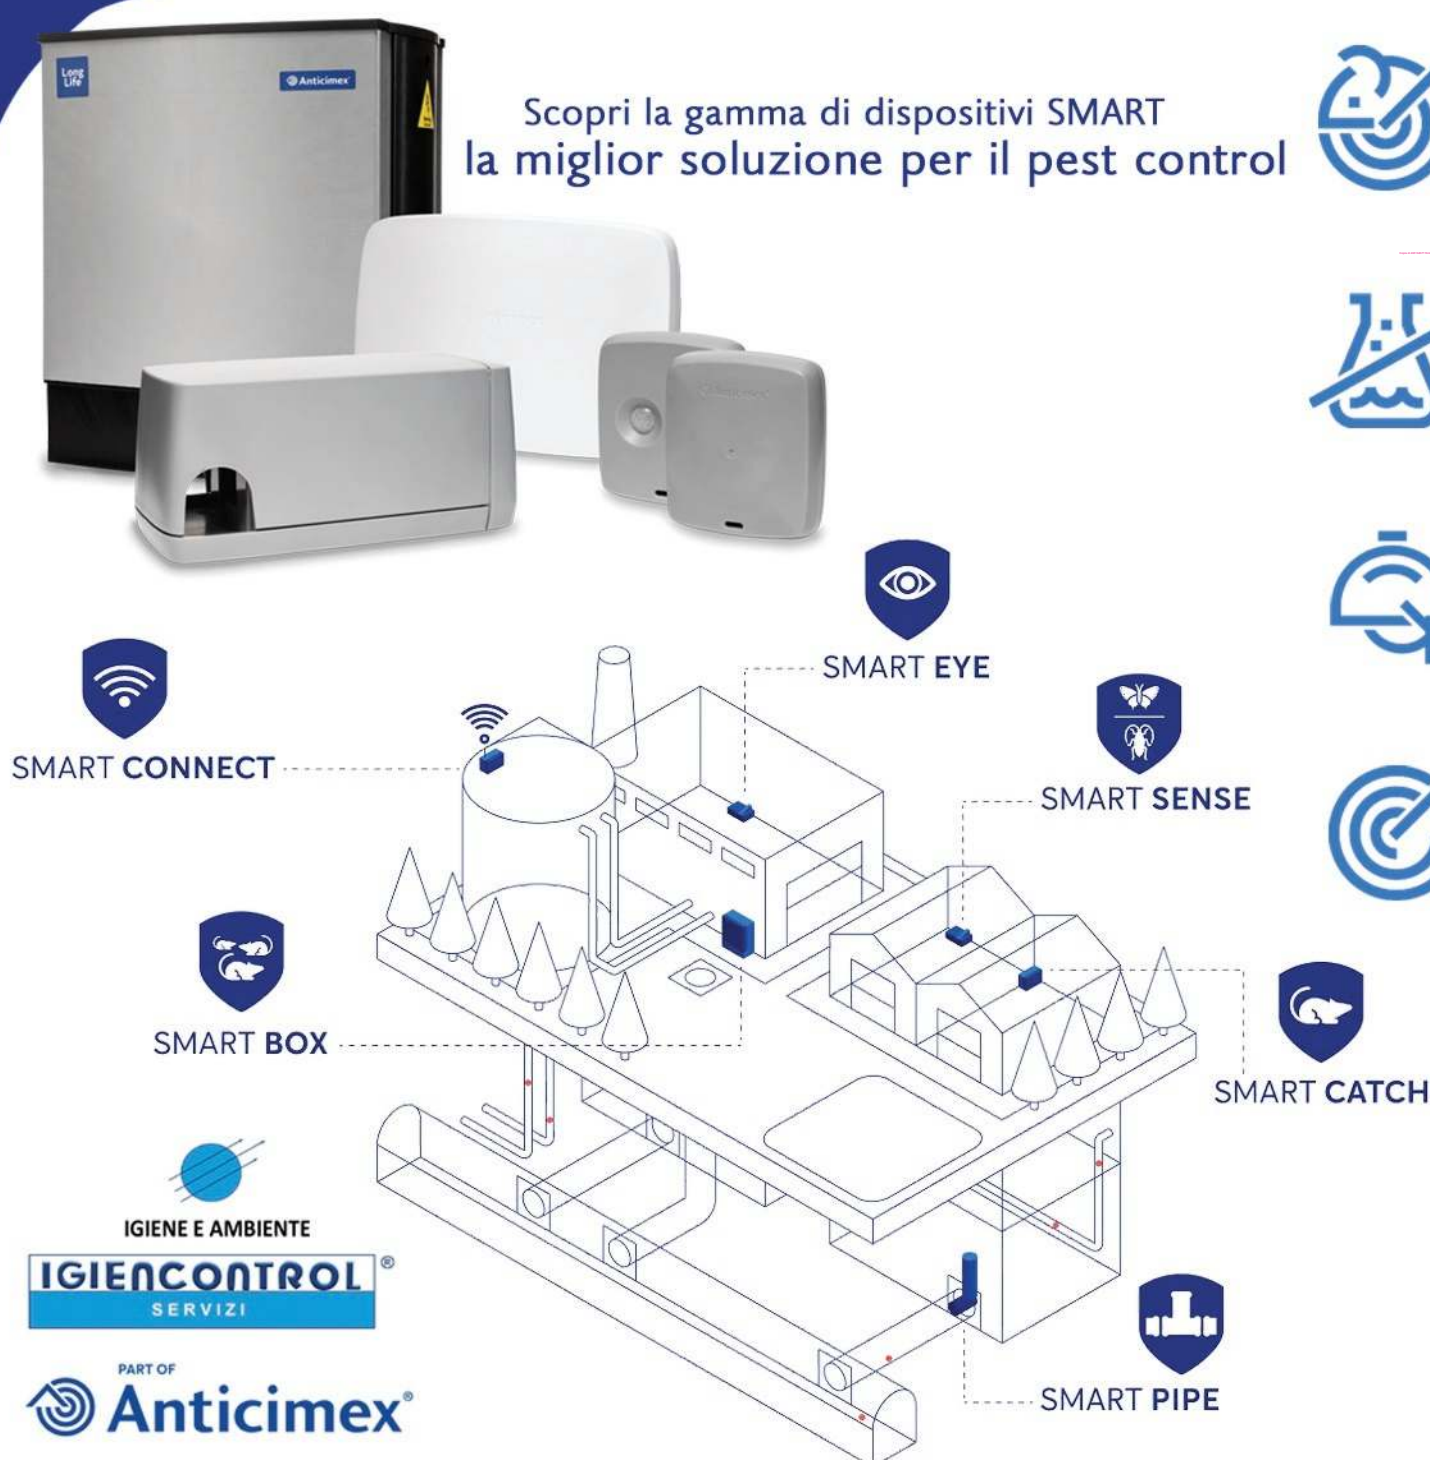 Long
Life
Anticimex
Scopri la gamma di dispositivi SMART
la miglior soluzione per il pest control
Anticimex
SMART EYE
SMART CONNECT
SMART SENSE
SMART BOX
SMART CATCH
IGIENE E AMBIENTE
IGIENCONTROL®
SERVIZI
PART OF
Anticimex®
SMART PIPE